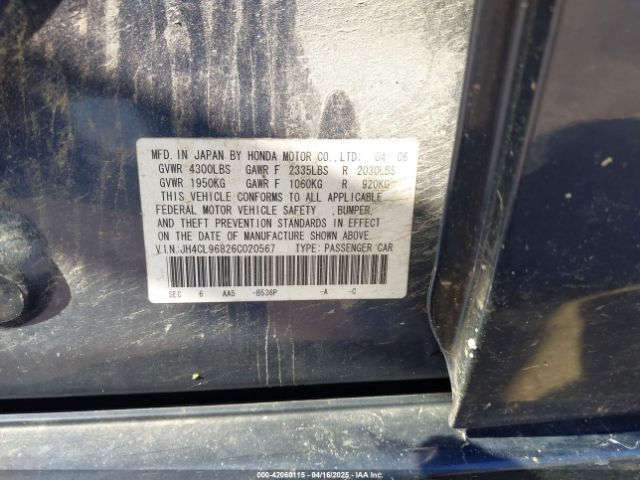 MFD. IN JAPAN BY HONDA MOTOR CO., LTD: 04/06
GVWR 4300LBS GAWR F 2335LBS R 2030LBS
GVWR 1950KG GAWR F 1060KG R 920KG
THIS VEHICLE CONFORMS TO ALL APPLICABLE
FEDERAL MOTOR VEHICLE SAFETY ,BUMPER,
AND THEFT PREVENTION STANDARDS IN EFFECT
ON THE DATE OF MANUFACTURE SHOWN ABOVE.
V.I.N:JH4CL96826C020567 TYPE: PASSENGER CAR
SEC 6 AA5 -B536P -A -C
000-42060115 - 04/16/2025 - IAAI.COM